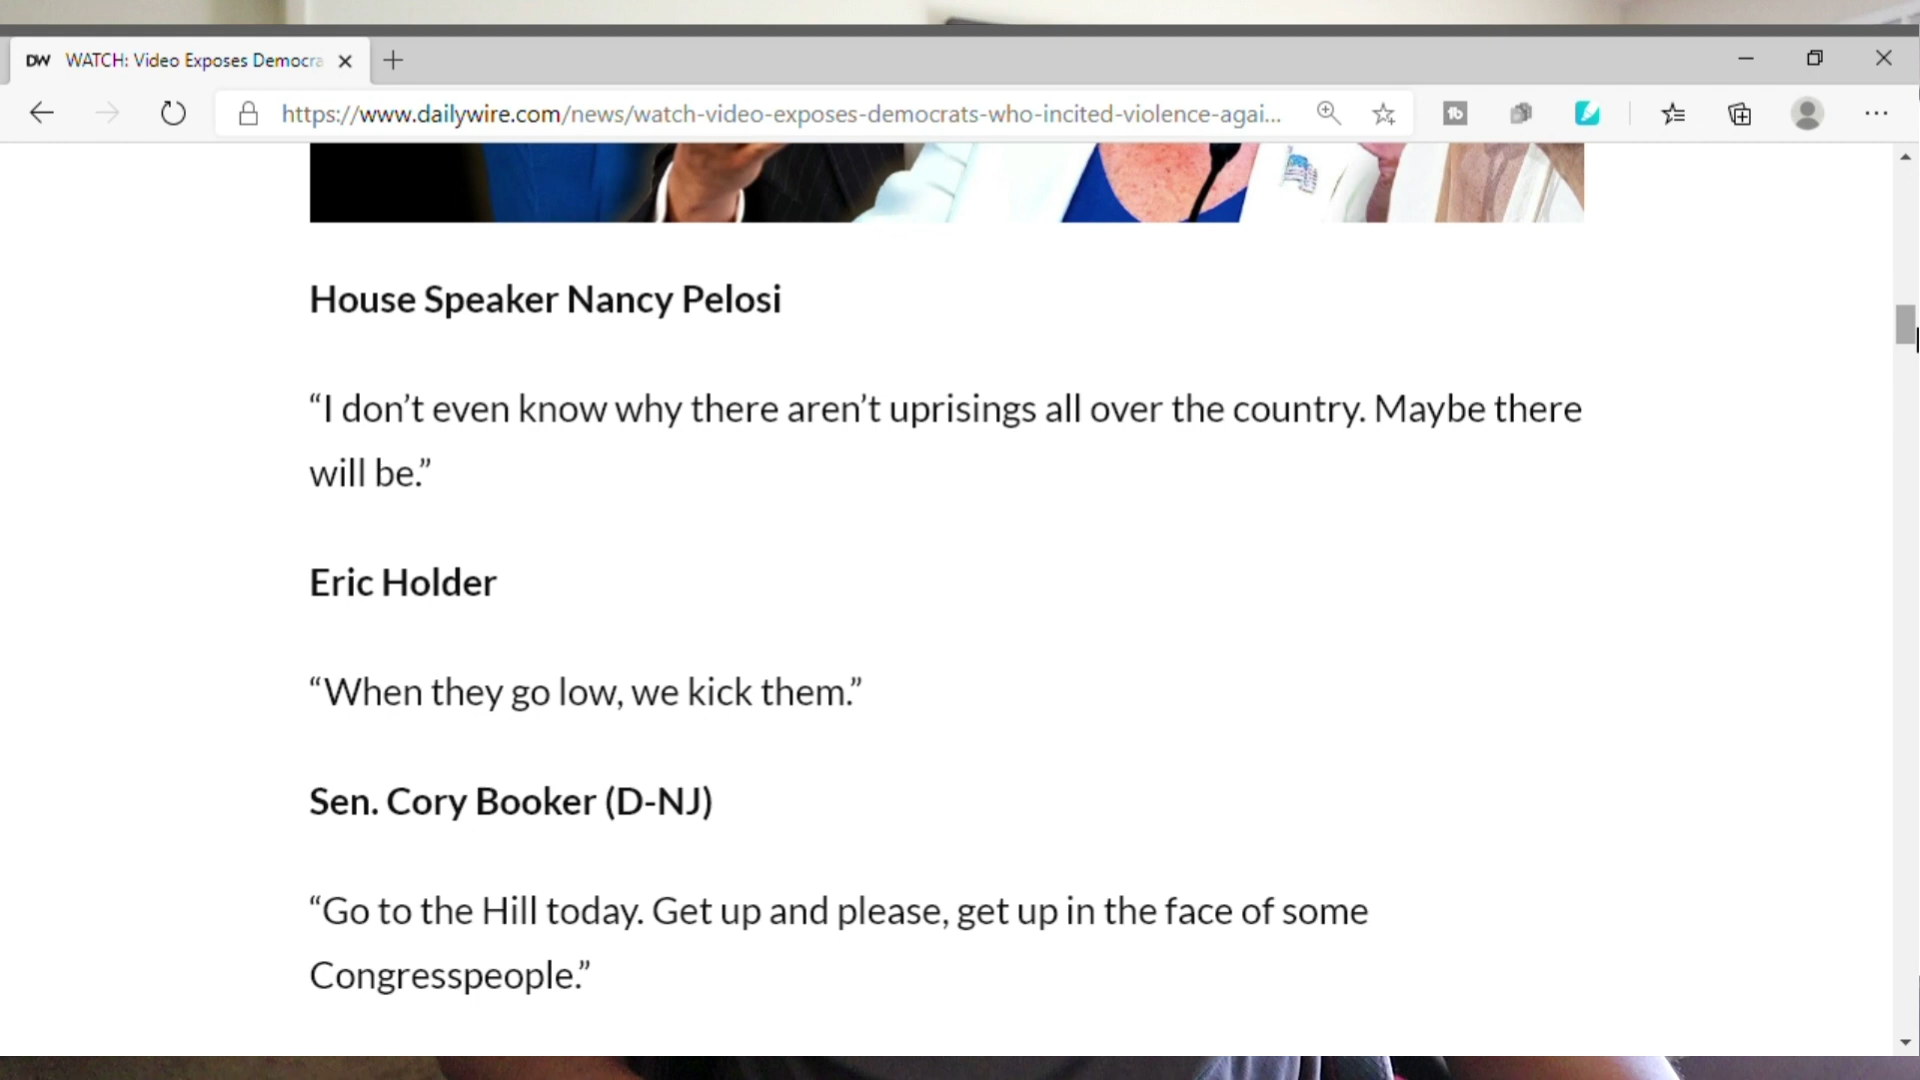 DW WATCH: Video Exposes Democra
https://www.dailywire.com/news/watch-video-exposes-democrats-who-incited-violence-agai...
House Speaker Nancy Pelosi
“I don’t even know why there aren’t uprisings all over the country. Maybe there
will be.”
Eric Holder
“When they go low, we kick them.”
Sen. Cory Booker (D-NJ)
“Go to the Hill today. Get up and please, get up in the face of some
Congresspeople.”